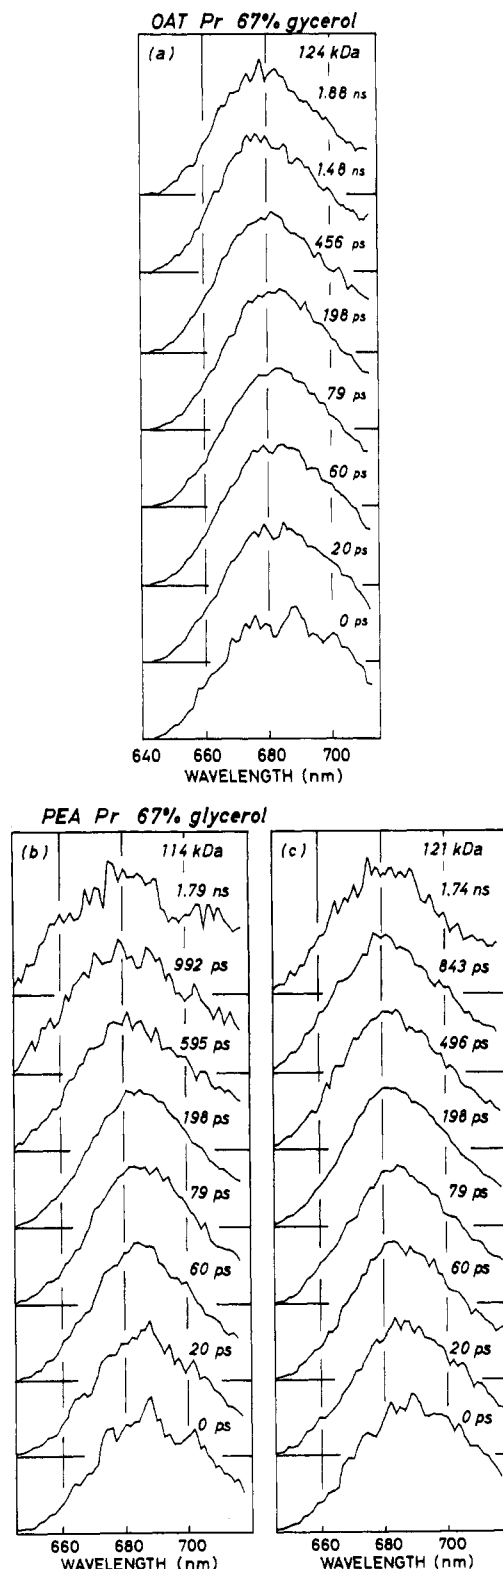 OAT Pr 67% glycerol
(a) 124 kDa
1.88 ns
1.48 ns
456 ps
198 ps
79 ps
60 ps
20 ps
0 ps
640 660 680 700
WAVELENGTH (nm)
PEA Pr 67% glycerol
(b) 114 kDa
1.79 ns
992 ps
595 ps
198 ps
79 ps
60 ps
20 ps
0 ps
660 680 700
WAVELENGTH (nm)
(c) 121 kDa
1.74 ns
843 ps
496 ps
198 ps
79 ps
60 ps
20 ps
0 ps
660 680 700
WAVELENGTH (nm)